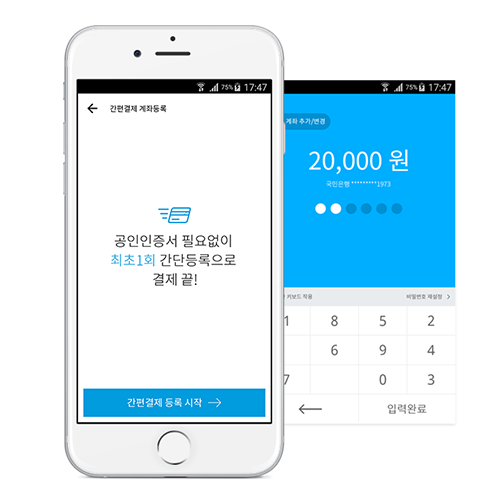 75% 17:47
간편결제 계좌등록
공인인증서 필요없이
최초1회 간단등록으로
결제 끝!
간편결제 등록 시작
75% 17:47
계좌 추가/변경
20,000 원
국민은행 *********1973
키보드 작용
비밀번호 재설정
1 8 5 2
6 9 4
7 0 3
입력완료